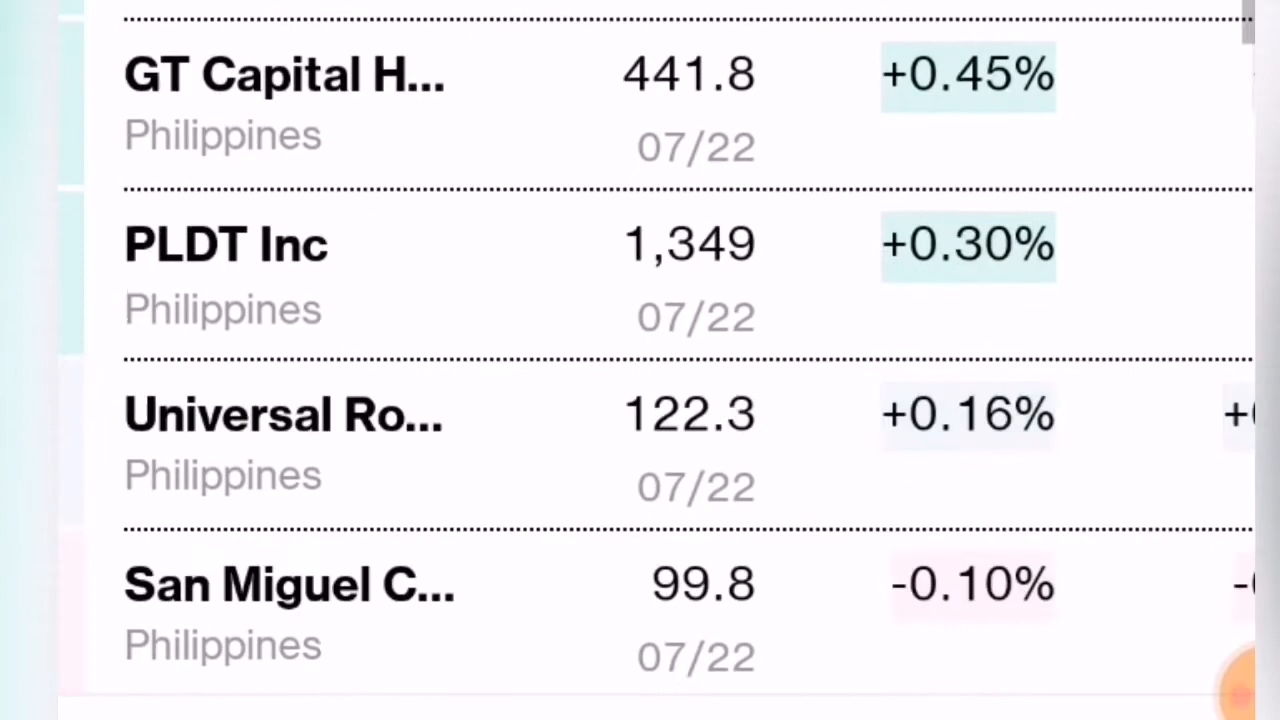 GT Capital H... 441.8 +0.45%
Philippines 07/22
PLDT Inc 1,349 +0.30%
Philippines 07/22
Universal Ro... 122.3 +0.16%
Philippines 07/22
San Miguel C... 99.8 -0.10%
Philippines 07/22